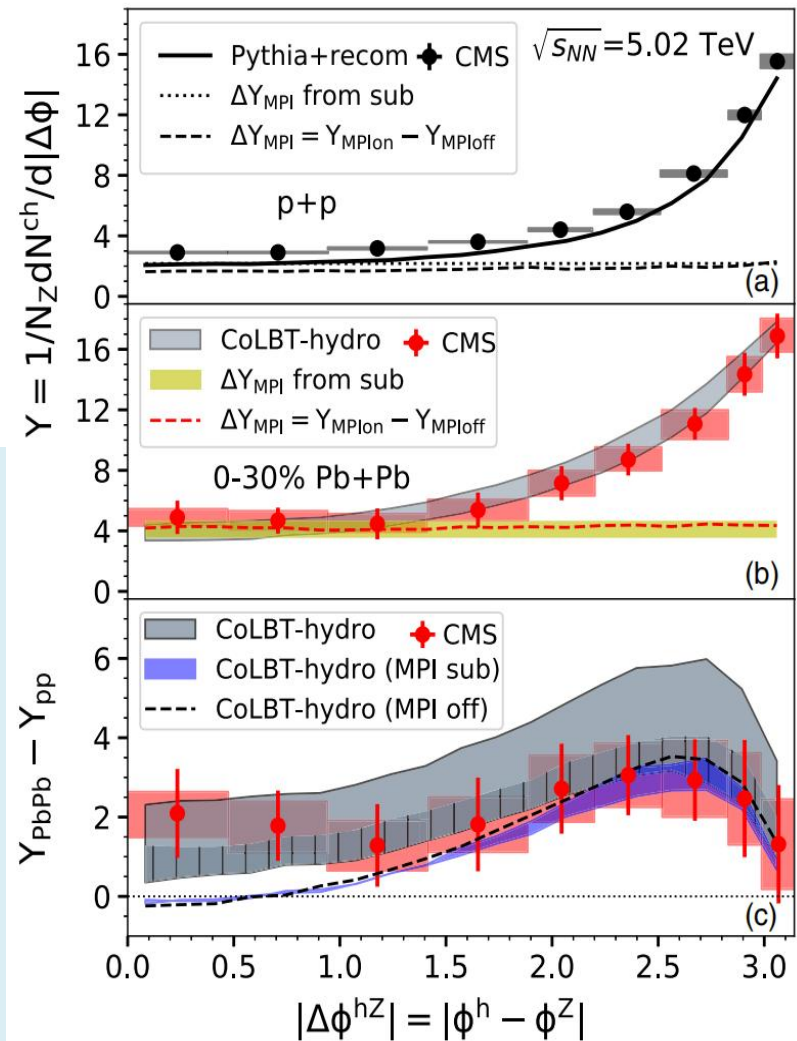 Y = 1/N_Z dN^ch/d|Δϕ|
16
12
8
4
0
Pythia+recom CMS
ΔY_MPI from sub
ΔY_MPI = Y_MPIon − Y_MPIoff
√s_NN =5.02 TeV
p+p
(a)
16
12
8
4
0
CoLBT-hydro CMS
ΔY_MPI from sub
ΔY_MPI = Y_MPIon − Y_MPIoff
0-30% Pb+Pb
(b)
Y_PbPb − Y_pp
6
4
2
0
CoLBT-hydro CMS
CoLBT-hydro (MPI sub)
CoLBT-hydro (MPI off)
(c)
0.0 0.5 1.0 1.5 2.0 2.5 3.0
|Δϕ^hZ| = |ϕ^h − ϕ^Z|